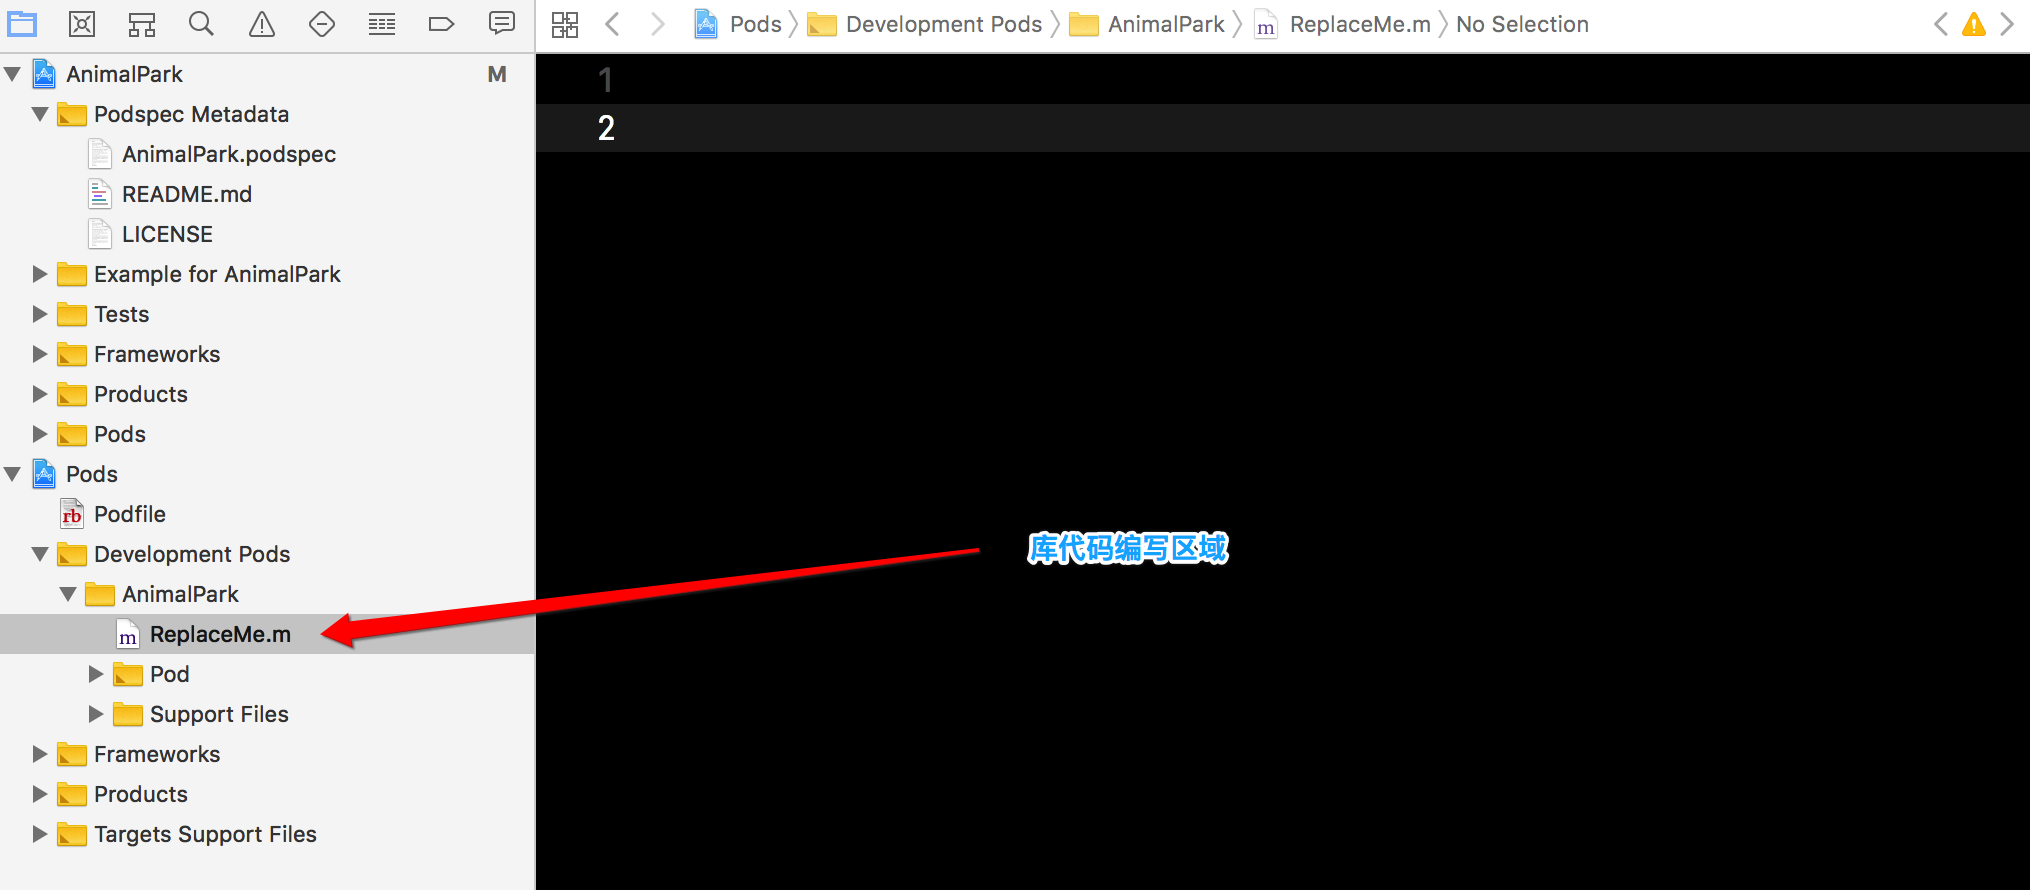 Pods Development Pods AnimalPark m ReplaceMe.m No Selection
AnimalPark M
Podspec Metadata
AnimalPark.podspec
README.md
LICENSE
Example for AnimalPark
Tests
Frameworks
Products
Pods
Pods
rb Podfile
Development Pods
AnimalPark
m ReplaceMe.m
Pod
Support Files
Frameworks
Products
Targets Support Files
1
2
库代码编写区域